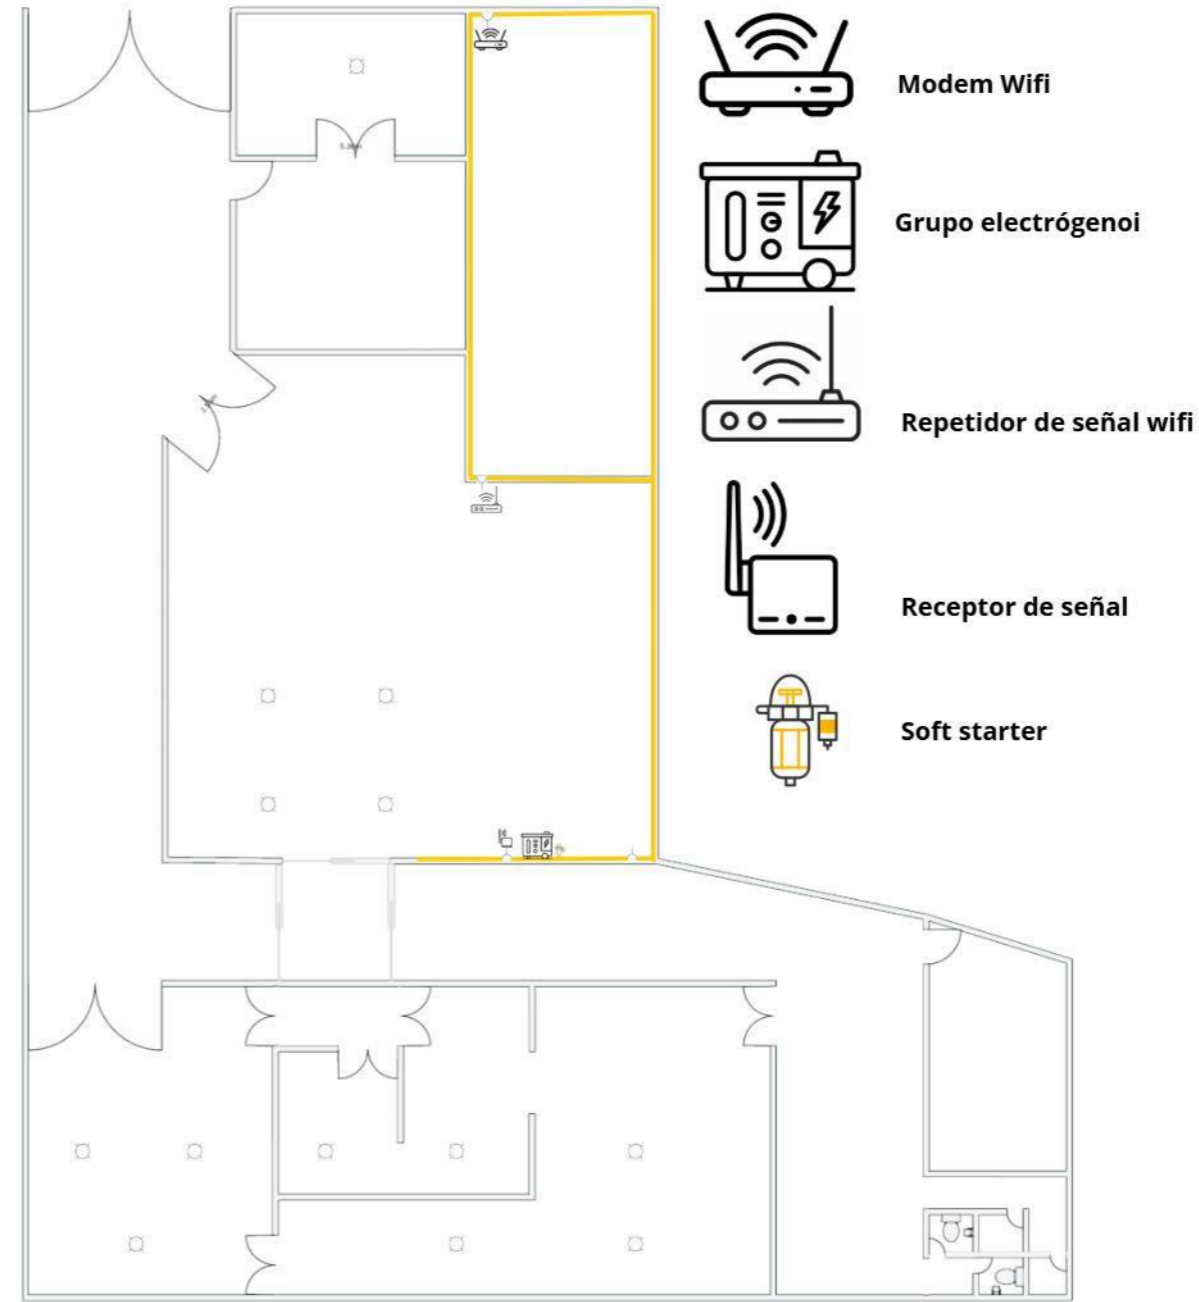 Modem Wifi
Grupo electrógenoi
Repetidor de señal wifi
Receptor de señal
Soft starter